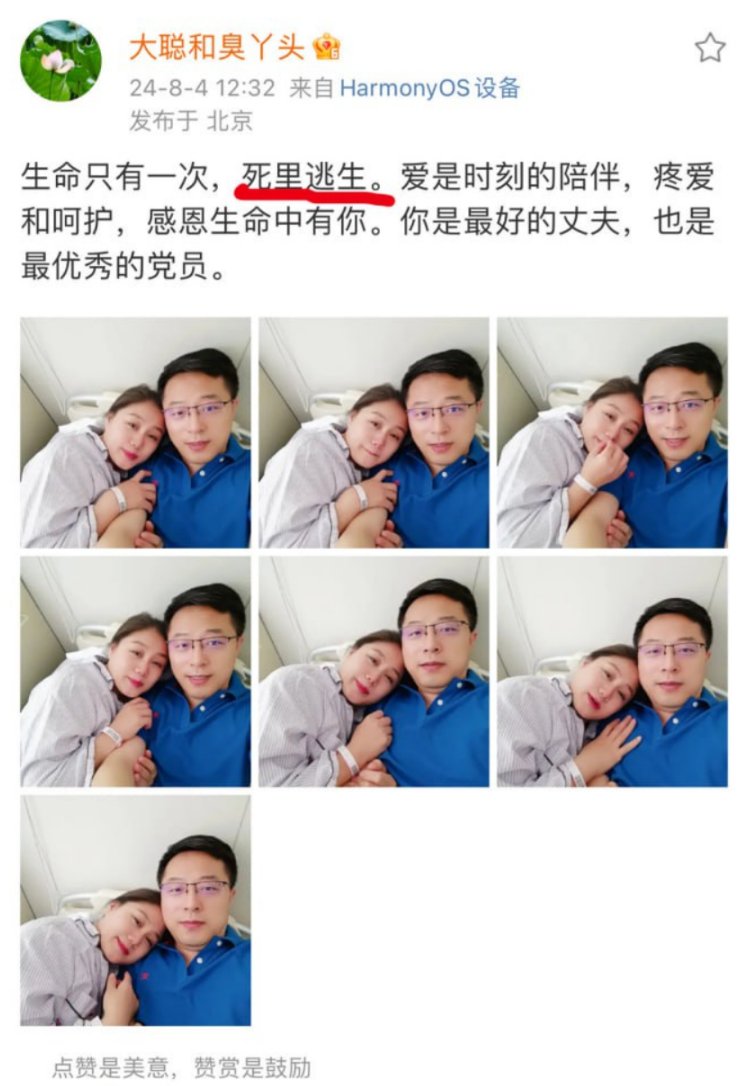 大聪和臭丫头
24-8-4 12:32 来自 HarmonyOS 设备
发布于 北京
生命只有一次，死里逃生。爱是时刻的陪伴，疼爱
和呵护，感恩生命中有你。你是最好的丈夫，也是
最优秀的党员。
点赞是美意，赞赏是鼓励